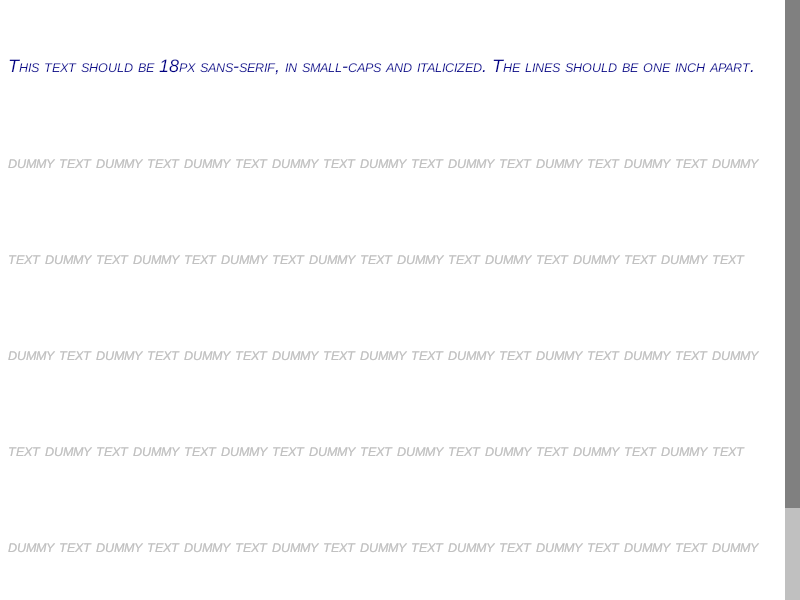 This text should be 18px sans-serif, in small-caps and italicized. The lines should be one inch apart.
dummy text dummy text dummy text dummy text dummy text dummy text dummy text dummy text dummy
text dummy text dummy text dummy text dummy text dummy text dummy text dummy text dummy text
dummy text dummy text dummy text dummy text dummy text dummy text dummy text dummy text dummy
text dummy text dummy text dummy text dummy text dummy text dummy text dummy text dummy text
dummy text dummy text dummy text dummy text dummy text dummy text dummy text dummy text dummy